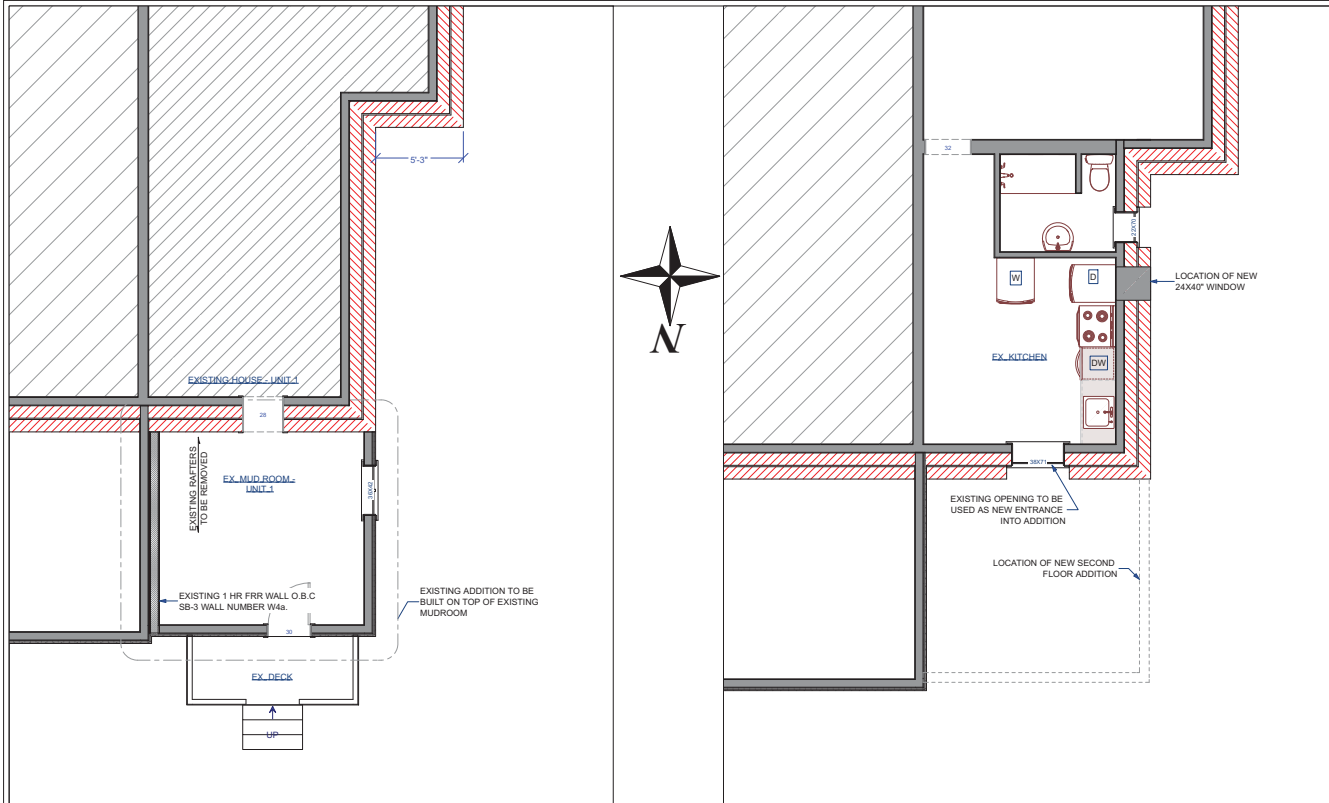 5'-3"
EXISTING HOUSE - UNIT 1
28
EXISTING RAFTERS
TO BE REMOVED
EX. MUD ROOM -
UNIT 1
36X42
EXISTING 1 HR FRR WALL O.B.C
SB-3 WALL NUMBER W4a.
EXISTING ADDITION TO BE
BUILT ON TOP OF EXISTING
MUDROOM
30
EX. DECK
UP
N
32
22X70
W
D
LOCATION OF NEW
24X40" WINDOW
EX. KITCHEN
DW
38X71
EXISTING OPENING TO BE
USED AS NEW ENTRANCE
INTO ADDITION
LOCATION OF NEW SECOND
FLOOR ADDITION